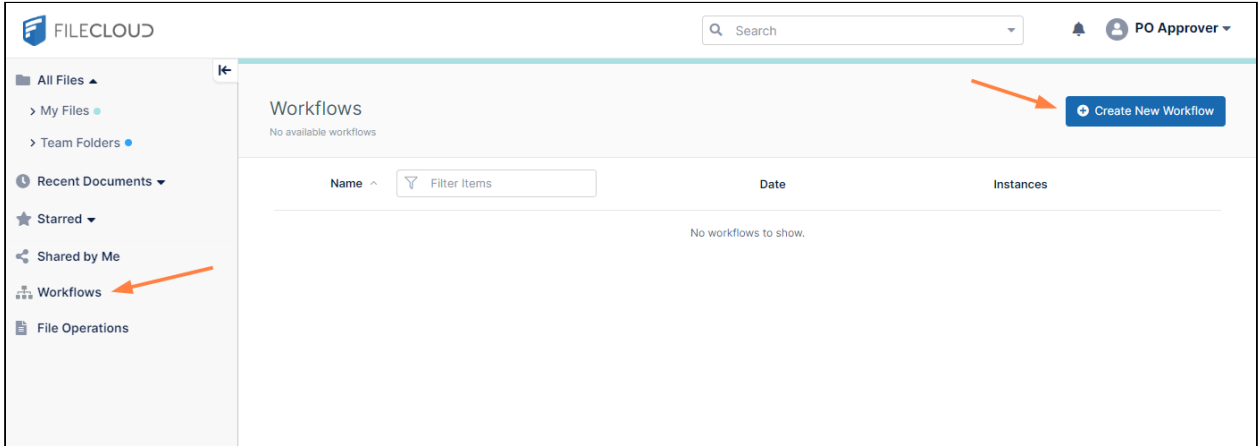 FILECLOUD
Search
PO Approver
All Files
My Files
Team Folders
Recent Documents
Starred
Shared by Me
Workflows
File Operations
Workflows
No available workflows
Create New Workflow
Name
Filter Items
Date
Instances
No workflows to show.